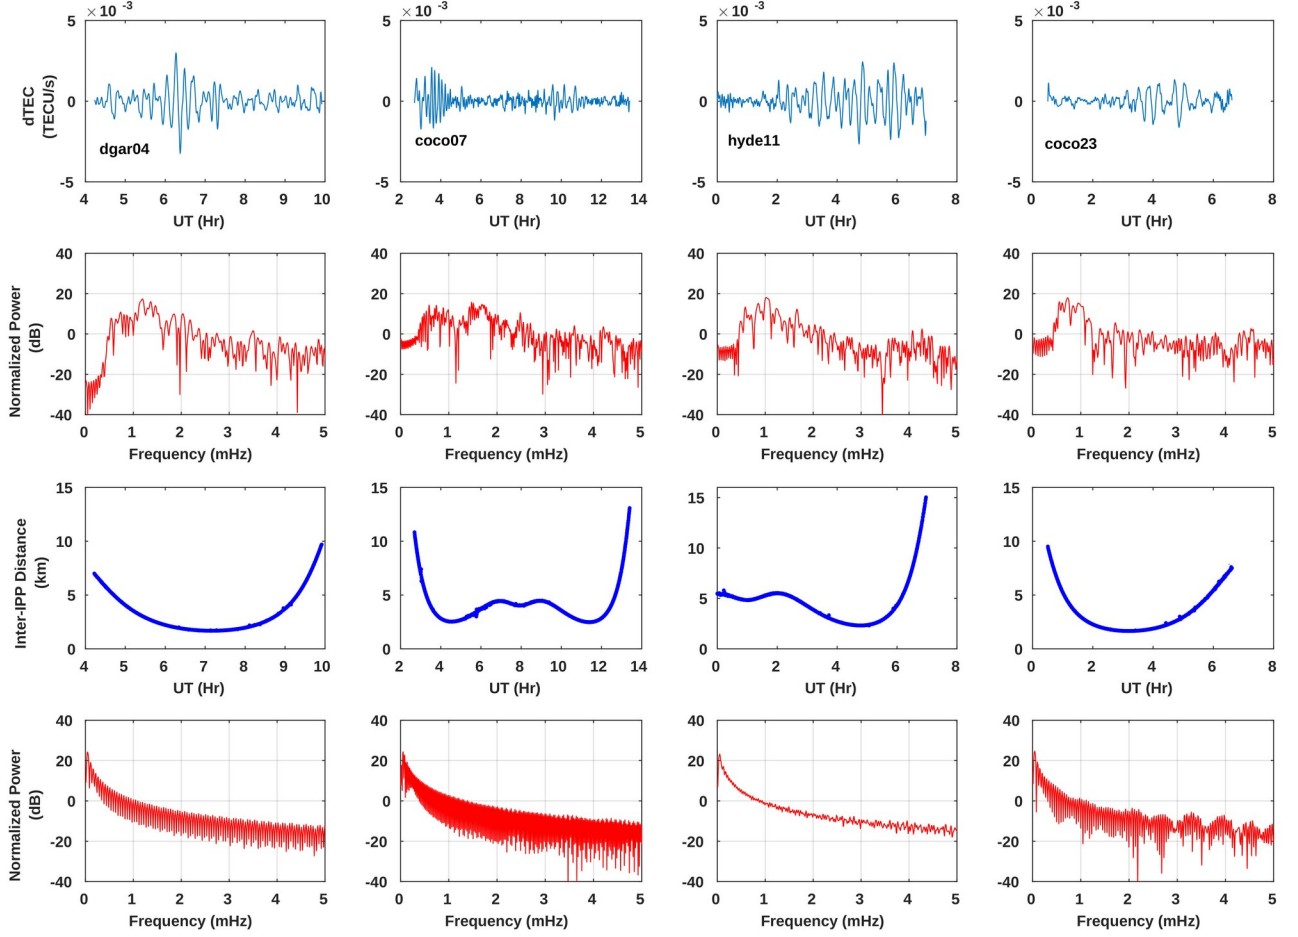 × 10 -3 × 10 -3 × 10 -3 × 10 -3
5 5 5 5
dTEC
(TECU/s)
0 0 0 0
dgar04 coco07 hyde11 coco23
-5 -5 -5 -5
4 5 6 7 8 9 10 2 4 6 8 10 12 14 0 2 4 6 8 0 2 4 6 8
UT (Hr) UT (Hr) UT (Hr) UT (Hr)
40 40 40 40
20 20 20 20
Normalized Power
(dB)
0 0 0 0
-20 -20 -20 -20
-40 -40 -40 -40
0 1 2 3 4 5 0 1 2 3 4 5 0 1 2 3 4 5 0 1 2 3 4 5
Frequency (mHz) Frequency (mHz) Frequency (mHz) Frequency (mHz)
15 15 15 15
10 10 10 10
Inter-IPP Distance
(km)
5 5 5 5
0 0 0 0
4 5 6 7 8 9 10 2 4 6 8 10 12 14 0 2 4 6 8 0 2 4 6 8
UT (Hr) UT (Hr) UT (Hr) UT (Hr)
40 40 40 40
20 20 20 20
Normalized Power
(dB)
0 0 0 0
-20 -20 -20 -20
-40 -40 -40 -40
0 1 2 3 4 5 0 1 2 3 4 5 0 1 2 3 4 5 0 1 2 3 4 5
Frequency (mHz) Frequency (mHz) Frequency (mHz) Frequency (mHz)